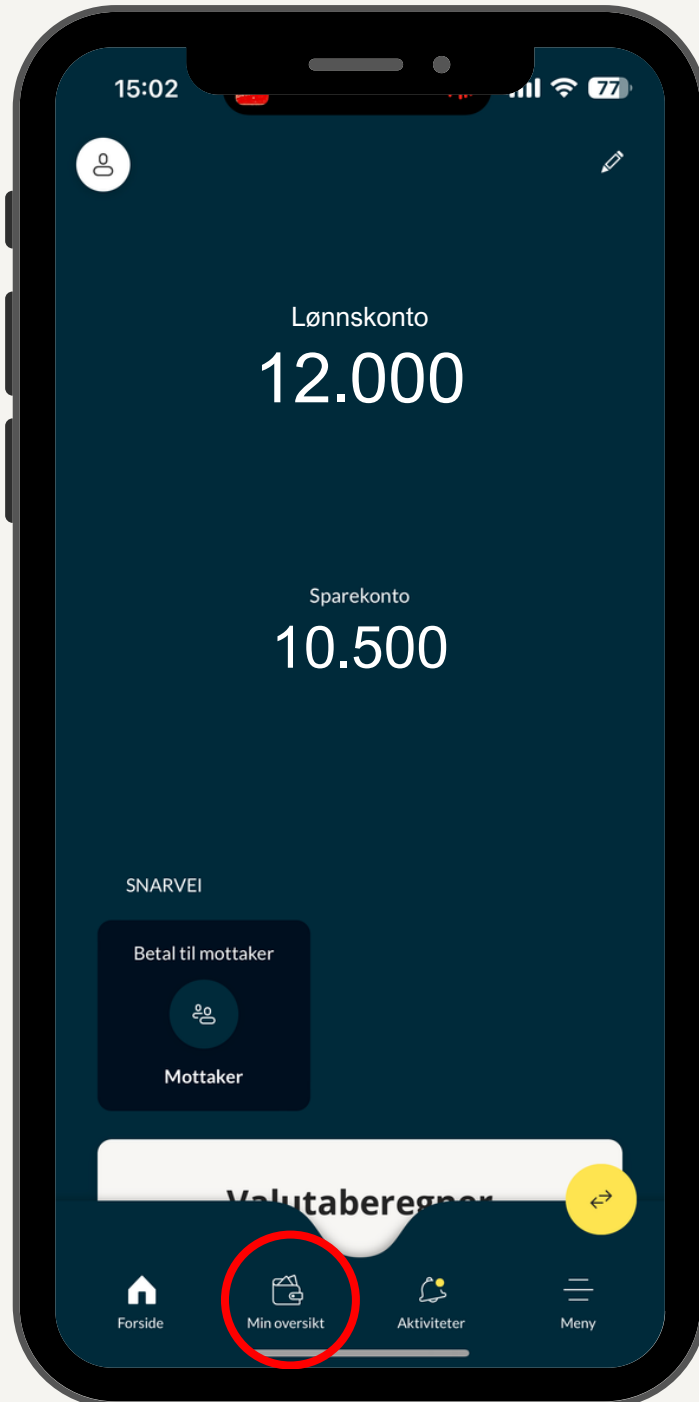 15:02
77
Lønnskonto
12.000
Sparekonto
10.500
SNARVEI
Betal til mottaker
Mottaker
Valutaberegner
Forside
Min oversikt
Aktiviteter
Meny